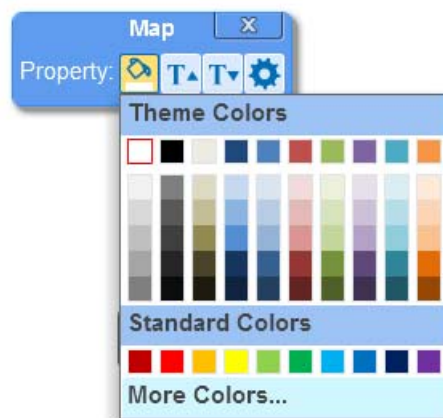 Map X
Property: T▲ T▼
Theme Colors
Standard Colors
More Colors...